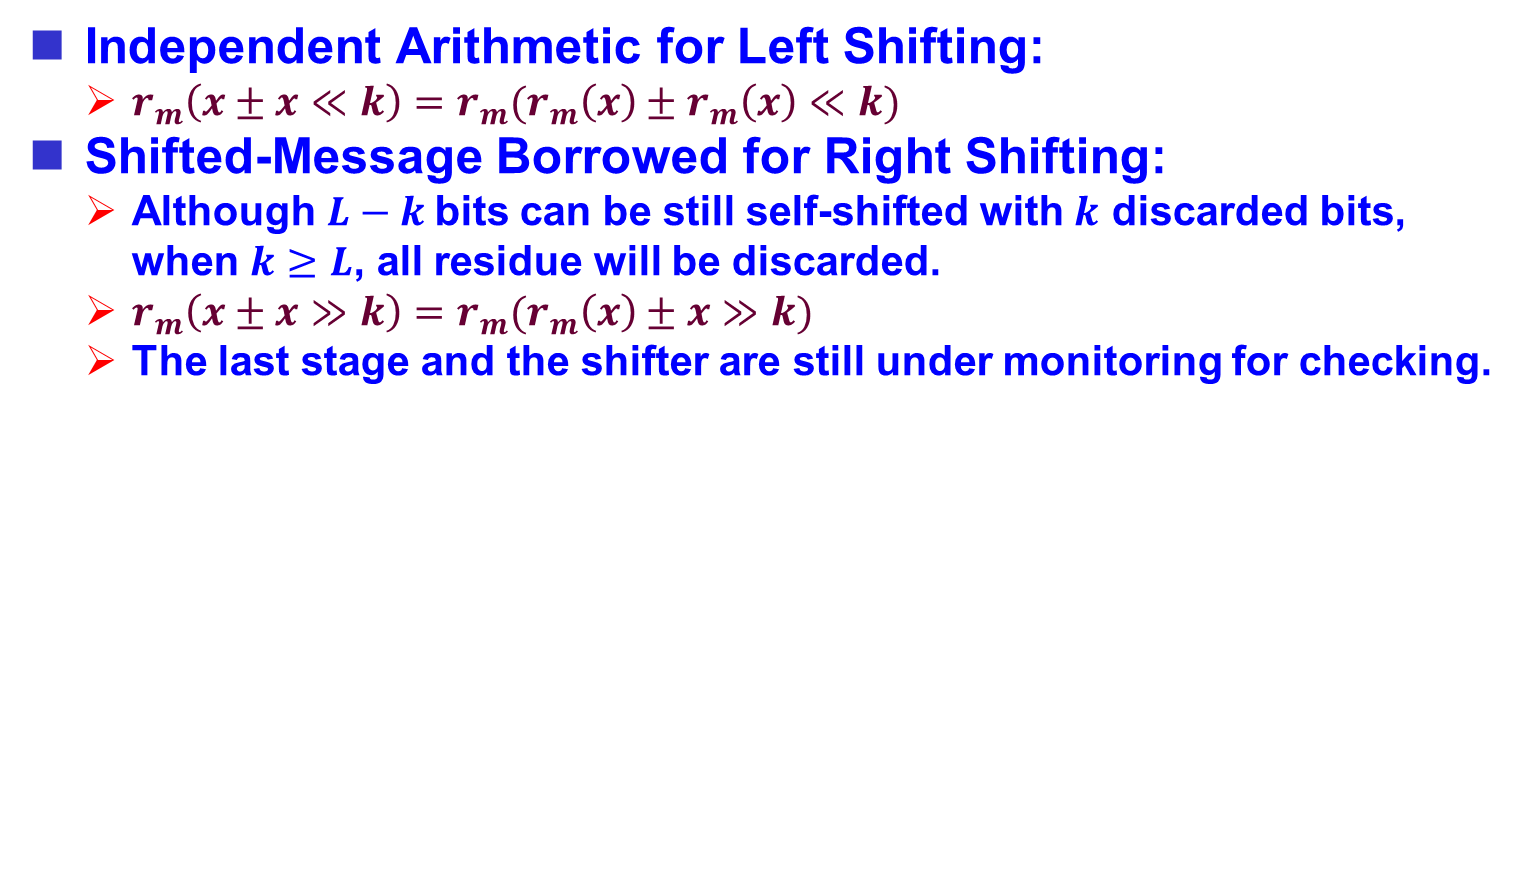 Independent Arithmetic for Left Shifting:
r_m(x ± x ≪ k) = r_m(r_m(x) ± r_m(x) ≪ k)
Shifted-Message Borrowed for Right Shifting:
Although L − k bits can be still self-shifted with k discarded bits,
when k ≥ L, all residue will be discarded.
r_m(x ± x ≫ k) = r_m(r_m(x) ± x ≫ k)
The last stage and the shifter are still under monitoring for checking.